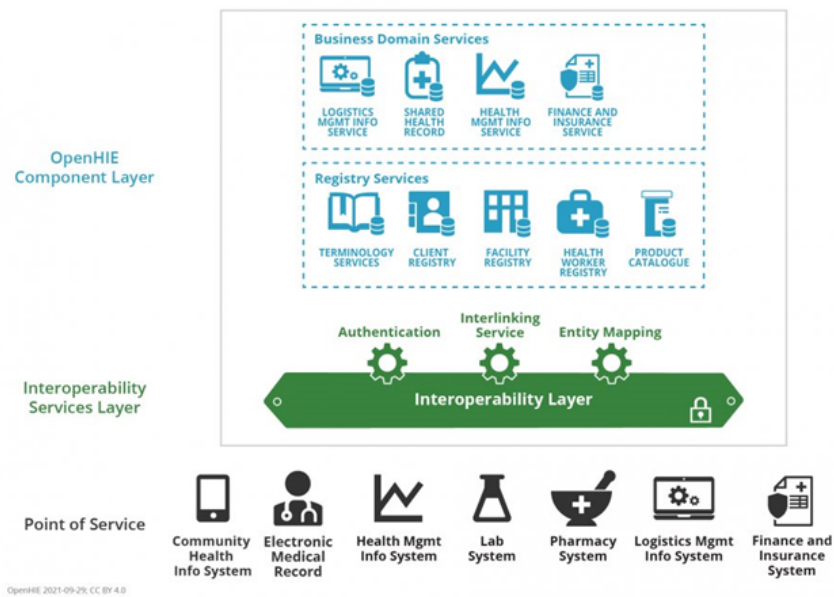 Business Domain Services
LOGISTICS
MGMT INFO
SERVICE
SHARED
HEALTH
RECORD
HEALTH
MGMT INFO
SERVICE
FINANCE AND
INSURANCE
SERVICE
OpenHIE
Component Layer
Registry Services
TERMINOLOGY
SERVICES
CLIENT
REGISTRY
FACILITY
REGISTRY
HEALTH
WORKER
REGISTRY
PRODUCT
CATALOGUE
Authentication
Interlinking
Service
Entity Mapping
Interoperability
Services Layer
Interoperability Layer
Point of Service
Community
Health
Info System
Electronic
Medical
Record
Health Mgmt
Info System
Lab
System
Pharmacy
System
Logistics Mgmt
Info System
Finance and
Insurance
System
OpenHIE 2021-09-29; CC BY 4.0